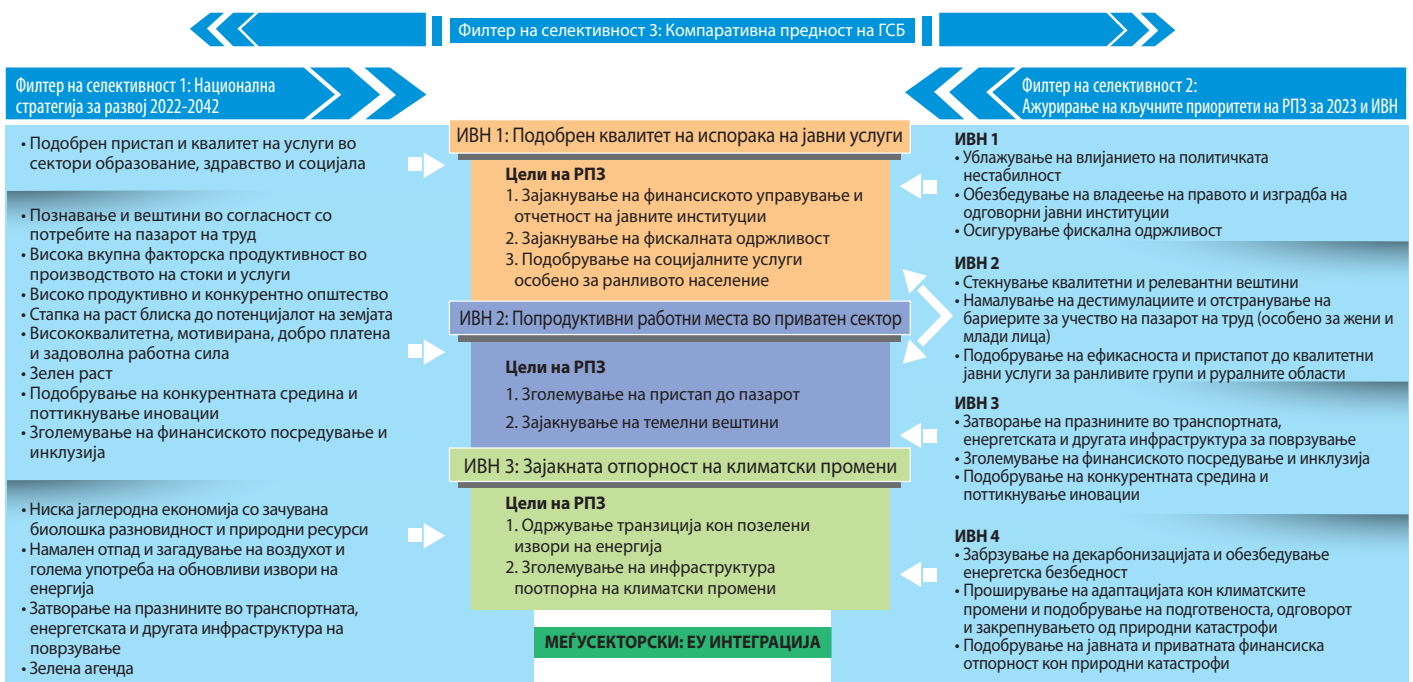 Филтер на селективност 3: Компаративна предност на ГСБ
Филтер на селективност 1: Национална
стратегија за развој 2022-2042
• Подобрен пристап и квалитет на услуги во
сектори образование, здравство и социјала
• Познавање и вештини во согласност со
потребите на пазарот на труд
• Висока вкупна факторска продуктивност во
производството на стоки и услуги
• Високо продуктивно и конкурентно општество
• Стапка на раст блиска до потенцијалот на земјата
• Висококвалитетна, мотивирана, добро платена
и задоволна работна сила
• Зелен раст
• Подобрување на конкурентната средина и
поттикнување иновации
• Зголемување на финансиското посредување и
инклузија
• Ниска јаглеродна економија со зачувана
биолошка разновидност и природни ресурси
• Намален отпад и загадување на воздухот и
голема употреба на обновливи извори на
енергија
• Затворање на празнините во транспортната,
енергетската и другата инфраструктура на
поврзување
• Зелена агенда
ИВН 1: Подобрен квалитет на испорака на јавни услуги
Цели на РПЗ
1. Зајакнување на финансиското управување и
отчетност на јавните институции
2. Зајакнување на фискалната одржливост
3. Подобрување на социјалните услуги
особено за ранливото население
ИВН 2: Попродуктивни работни места во приватен сектор
Цели на РПЗ
1. Зголемување на пристап до пазарот
2. Зајакнување на темелни вештини
ИВН 3: Зајакната отпорност на климатски промени
Цели на РПЗ
1. Одржување транзиција кон позелени
извори на енергија
2. Зголемување на инфраструктура
поотпорна на климатски промени
МЕЃУСЕКТОРСКИ: ЕУ ИНТЕГРАЦИЈА
Филтер на селективност 2:
Ажурирање на кључните приоритети на РПЗ за 2023 и ИВН
ИВН 1
• Ублажување на влијанието на политичката
нестабилност
• Обезбедување на владеење на правото и изградба на
одговорни јавни институции
• Осигурување фискална одржливост
ИВН 2
• Стекнување квалитетни и релевантни вештини
• Намалување на дестимулациите и отстранување на
бариерите за учество на пазарот на труд (особено за жени и
млади лица)
• Подобрување на ефикасноста и пристапот до квалитетни
јавни услуги за ранливите групи и руралните области
ИВН 3
• Затворање на празнините во транспортната,
енергетската и другата инфраструктура за поврзување
• Зголемување на финансиското посредување и инклузија
• Подобрување на конкурентната средина и
поттикнување иновации
ИВН 4
• Забрзување на декарбонизацијата и обезбедување
енергетска безбедност
• Проширување на адаптацијата кон климатските
промени и подобрување на подготвеноста, одговорот
и закрепнувањето од природни катастрофи
• Подобрување на јавната и приватната финансиска
отпорност кон природни катастрофи